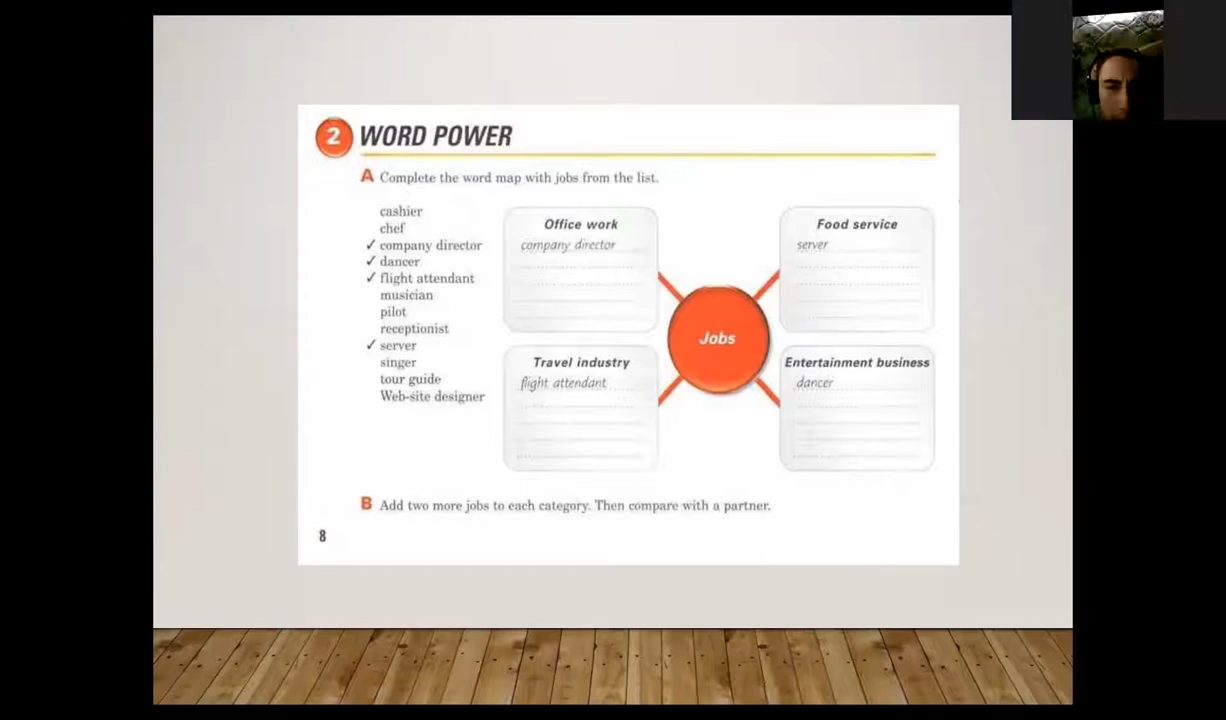 2 WORD POWER
A Complete the word map with jobs from the list.
cashier
chef
✓ company director
✓ dancer
✓ flight attendant
musician
pilot
receptionist
✓ server
singer
tour guide
Web-site designer
Office work
company director
Food service
server
Jobs
Travel industry
flight attendant
Entertainment business
dancer
B Add two more jobs to each category. Then compare with a partner.
8